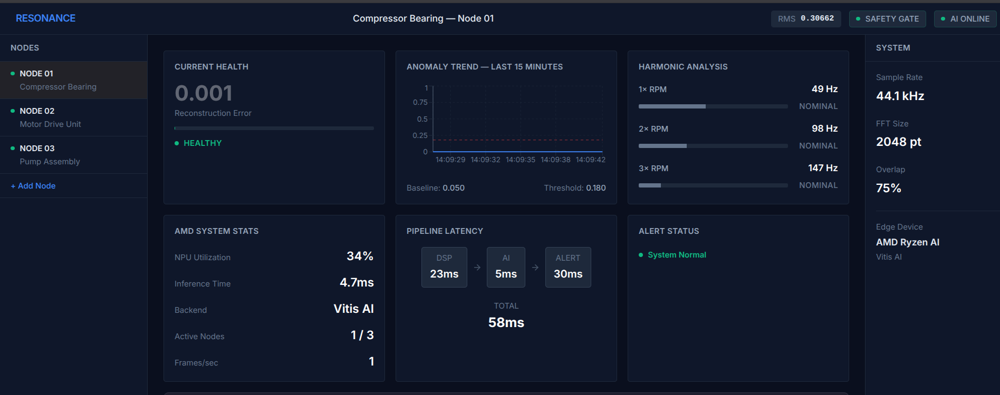 RESONANCE
Compressor Bearing — Node 01
RMS 0.30662
SAFETY GATE
AI ONLINE
NODES
NODE 01
Compressor Bearing
NODE 02
Motor Drive Unit
NODE 03
Pump Assembly
+ Add Node
CURRENT HEALTH
0.001
Reconstruction Error
HEALTHY
ANOMALY TREND — LAST 15 MINUTES
1
0.75
0.5
0.25
0
14:09:29 14:09:32 14:09:35 14:09:38 14:09:42
Baseline: 0.050 Threshold: 0.180
HARMONIC ANALYSIS
1× RPM 49 Hz
NOMINAL
2× RPM 98 Hz
NOMINAL
3× RPM 147 Hz
NOMINAL
AMD SYSTEM STATS
NPU Utilization 34%
Inference Time 4.7ms
Backend Vitis AI
Active Nodes 1 / 3
Frames/sec 1
PIPELINE LATENCY
DSP → AI → ALERT
23ms 5ms 30ms
TOTAL
58ms
ALERT STATUS
System Normal
SYSTEM
Sample Rate
44.1 kHz
FFT Size
2048 pt
Overlap
75%
Edge Device
AMD Ryzen AI
Vitis AI